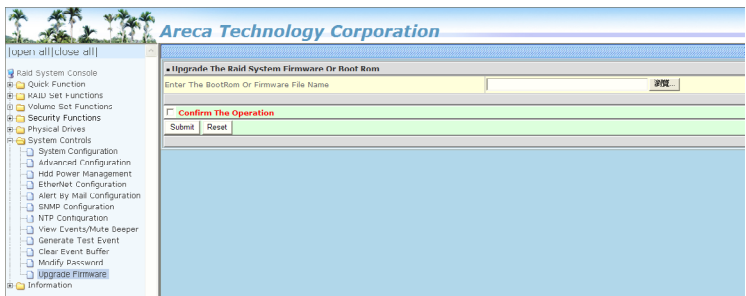 Areca Technology Corporation
|open all|close all|
Raid System Console
Quick Function
RAID Set Functions
Volume Set Functions
Security Functions
Physical Drives
System Controls
System Configuration
Advanced Configuration
Hdd Power Management
EtherNet Configuration
Alert By Mail Configuration
SNMP Configuration
NTP Configuration
View Events/Mute Beeper
Generate Test Event
Clear Event Buffer
Modify Password
Upgrade Firmware
Information
Upgrade The Raid System Firmware Or Boot Rom
Enter The BootRom Or Firmware File Name
瀏覽...
Confirm The Operation
Submit
Reset